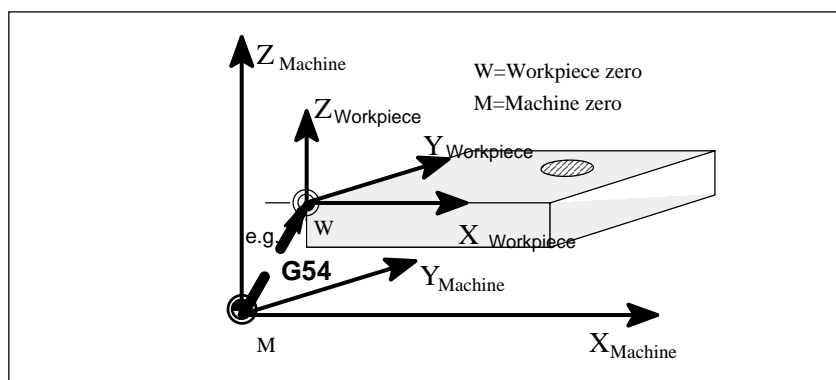 Z Machine
W=Workpiece zero
M=Machine zero
Z Workpiece
Y Workpiece
W
X Workpiece
e.g.
G54
Y Machine
M
X Machine